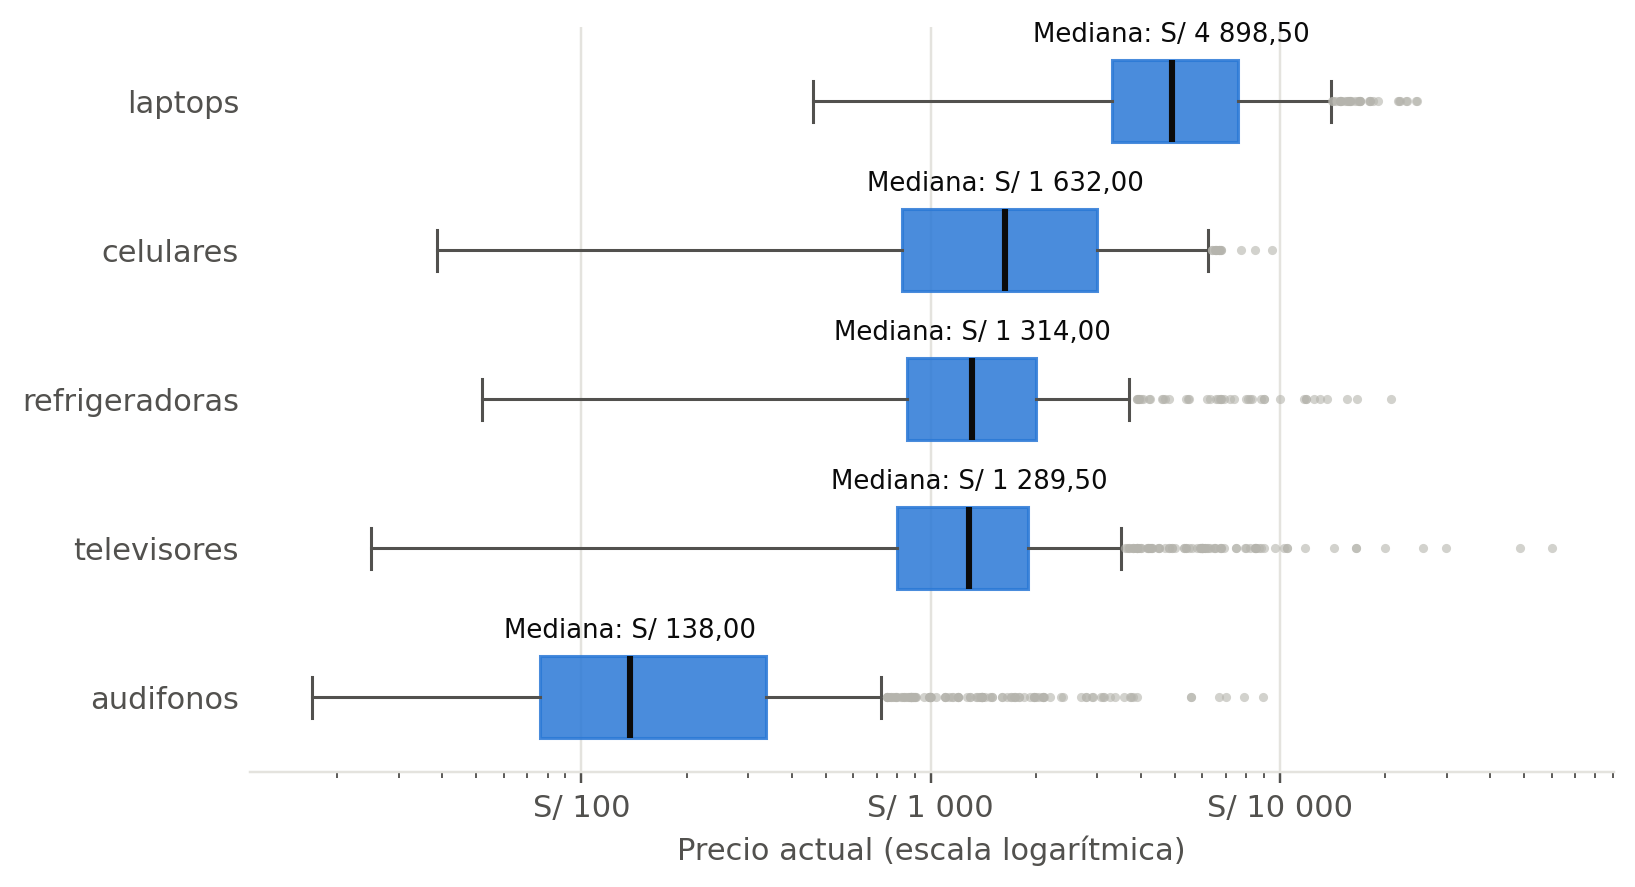 Mediana: S/ 4 898,50
laptops
Mediana: S/ 1 632,00
celulares
Mediana: S/ 1 314,00
refrigeradoras
Mediana: S/ 1 289,50
televisores
Mediana: S/ 138,00
audifonos
S/ 100 S/ 1 000 S/ 10 000
Precio actual (escala logarítmica)